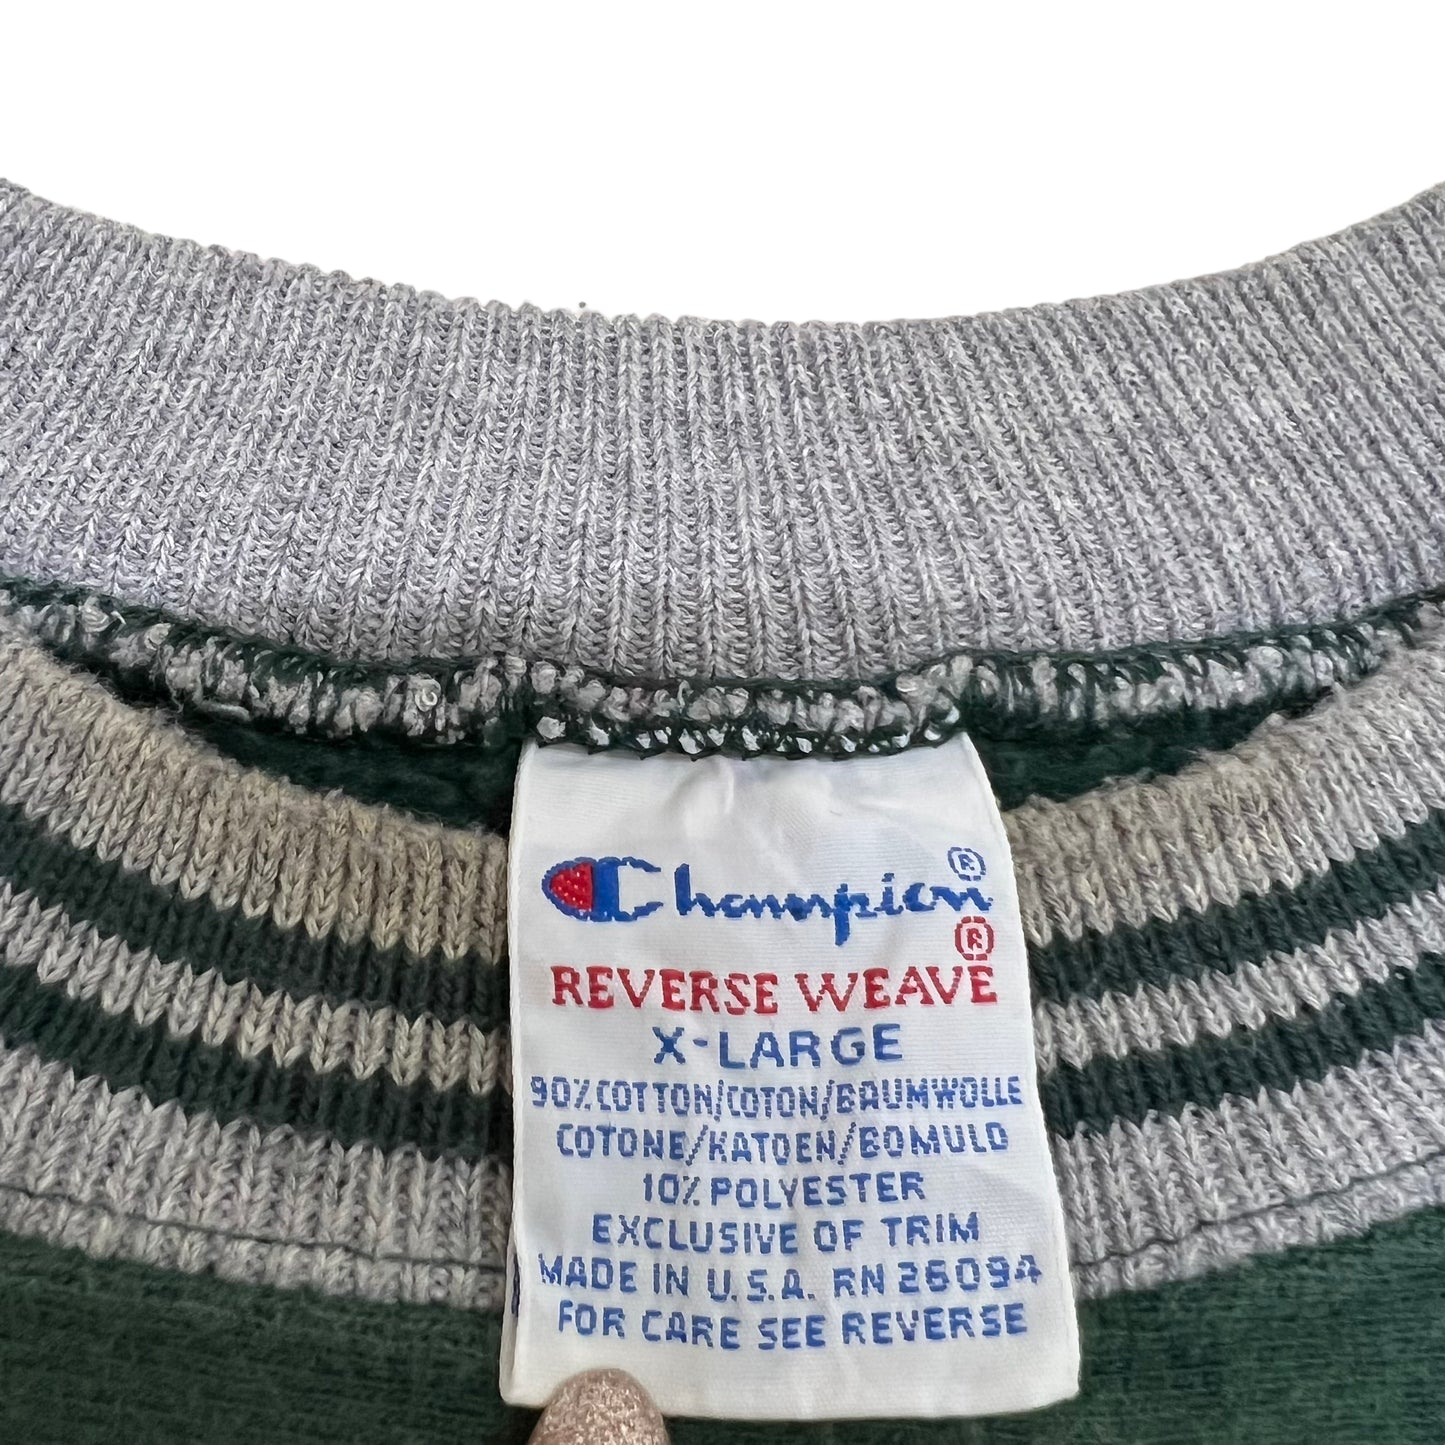 Champion ®
®
REVERSE WEAVE
X-LARGE
90% COTTON/COTON/BAUMWOLLE
COTONE/KATOEN/BOMULD
10% POLYESTER
EXCLUSIVE OF TRIM
MADE IN U.S.A. RN 26094
FOR CARE SEE REVERSE